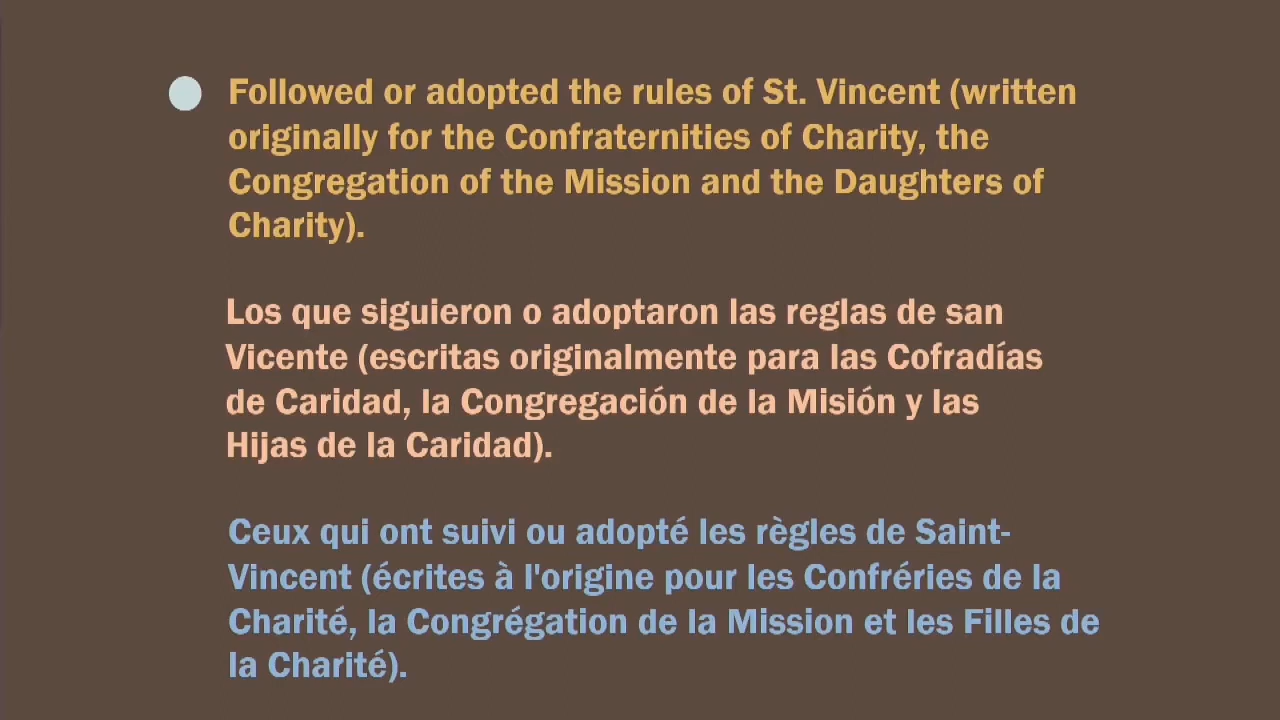 Followed or adopted the rules of St. Vincent (written
originally for the Confraternities of Charity, the
Congregation of the Mission and the Daughters of
Charity).
Los que siguieron o adoptaron las reglas de san
Vicente (escritas originalmente para las Cofradías
de Caridad, la Congregación de la Misión y las
Hijas de la Caridad).
Ceux qui ont suivi ou adopté les règles de Saint-
Vincent (écrites à l'origine pour les Confréries de la
Charité, la Congrégation de la Mission et les Filles de
la Charité).